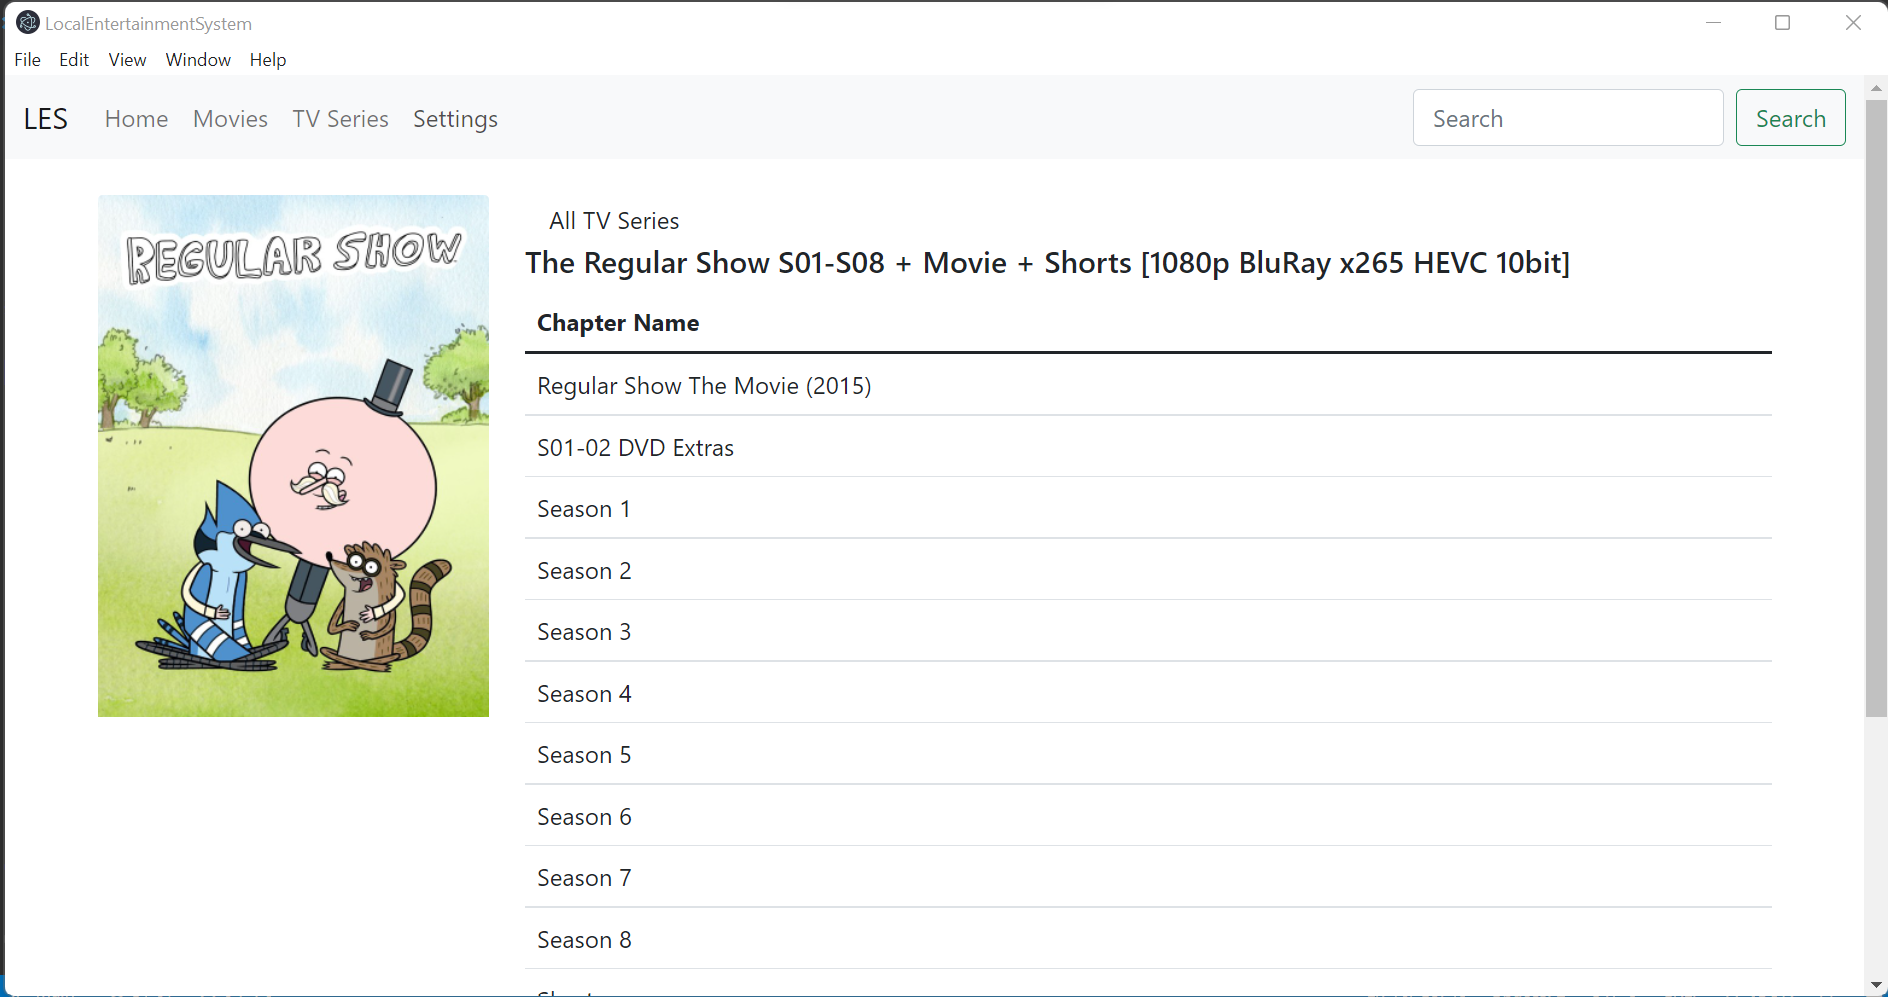 LocalEntertainmentSystem
File Edit View Window Help
LES Home Movies TV Series Settings Search Search
REGULAR SHOW
All TV Series
The Regular Show S01-S08 + Movie + Shorts [1080p BluRay x265 HEVC 10bit]
Chapter Name
Regular Show The Movie (2015)
S01-02 DVD Extras
Season 1
Season 2
Season 3
Season 4
Season 5
Season 6
Season 7
Season 8